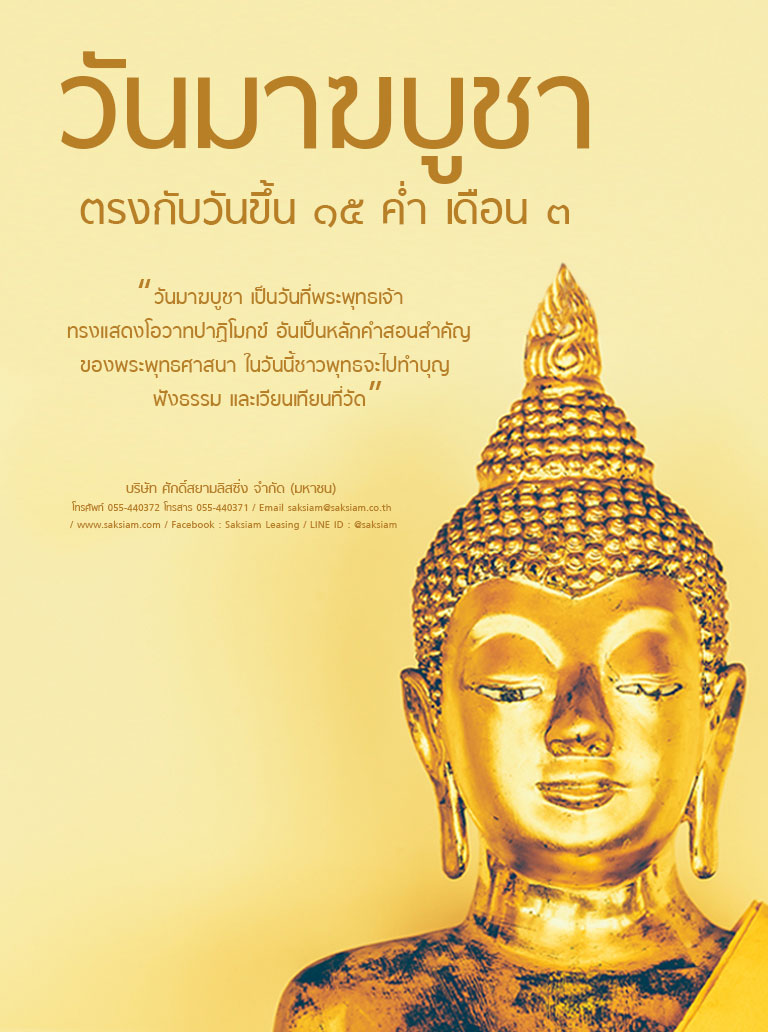 วันมาฆบูชา
ตรงกับวันขึ้น ๑๕ ค่ำ เดือน ๓
“วันมาฆบูชา เป็นวันที่พระพุทธเจ้า
ทรงแสดงโอวาทปาฏิโมกข์ อันเป็นหลักคำสอนสำคัญ
ของพระพุทธศาสนา ในวันนี้ชาวพุทธจะไปทำบุญ
ฟังธรรม และเวียนเทียนที่วัด”
บริษัท ศักดิ์สยามลิสซิ่ง จำกัด (มหาชน)
โทรศัพท์ 055-440372 โทรสาร 055-440371 / Email saksiam@saksiam.co.th
/ www.saksiam.com / Facebook : Saksiam Leasing / LINE ID : @saksiam